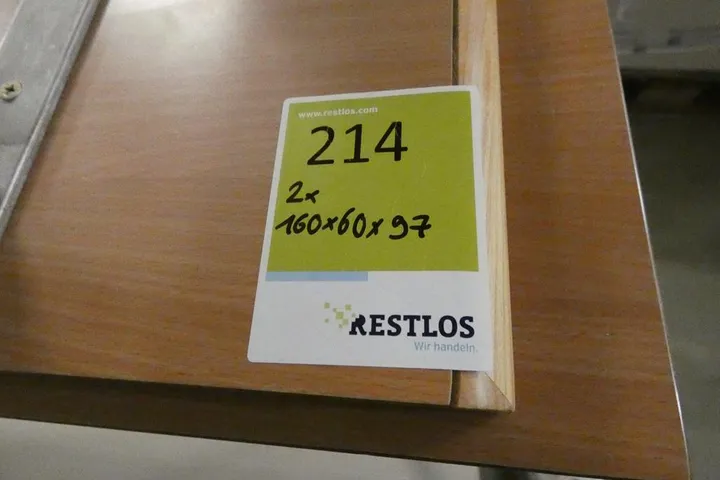 www.restlos.com
214
2x
160x60x97
RESTLOS
Wir handeln.